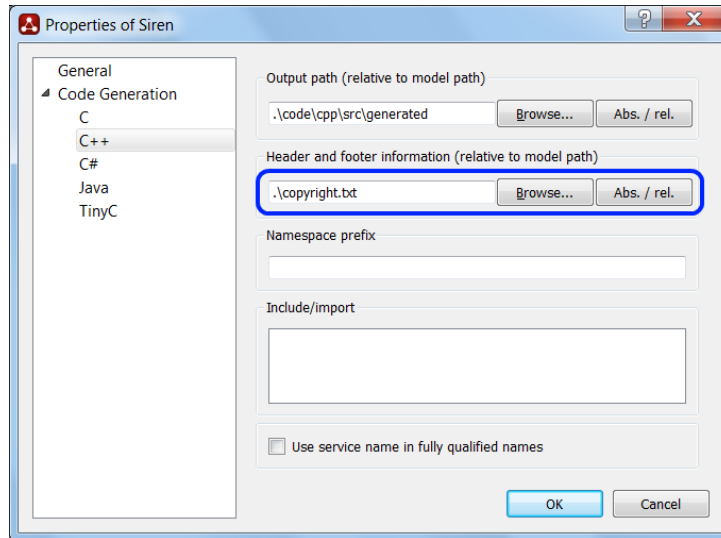 Properties of Siren
General
Code Generation
C
C++
C#
Java
TinyC
Output path (relative to model path)
.\code\cpp\src\generated
Browse...
Abs. / rel.
Header and footer information (relative to model path)
.\copyright.txt
Browse...
Abs. / rel.
Namespace prefix
Include/import
Use service name in fully qualified names
OK
Cancel